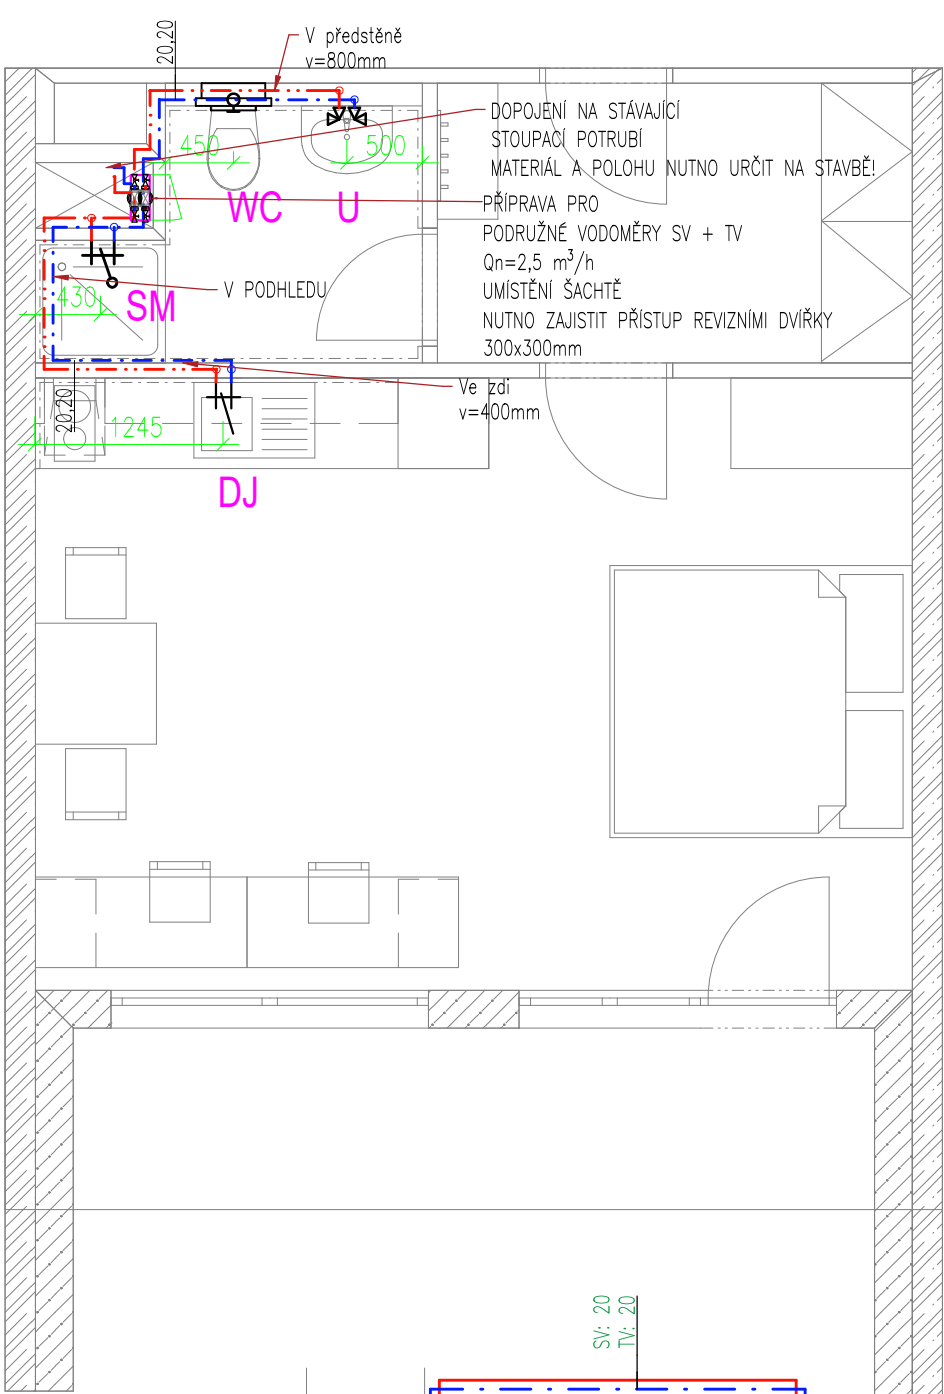 20,20
V předstěně
v=800mm
DOPOJENÍ NA STÁVAJÍCÍ
STOUPACÍ POTRUBÍ
MATERIÁL A POLOHU NUTNO URČIT NA STAVBĚ!
450
500
WC
U
PŘÍPRAVA PRO
PODRUŽNÉ VODOMĚRY SV + TV
Qn=2,5 m³/h
UMÍSTĚNÍ ŠACHTĚ
NUTNO ZAJISTIT PŘÍSTUP REVIZNÍMI DVÍŘKY
300x300mm
V PODHLEDU
430
SM
Ve zdi
v=400mm
20,20
1245
DJ
SV: 20
TV: 20